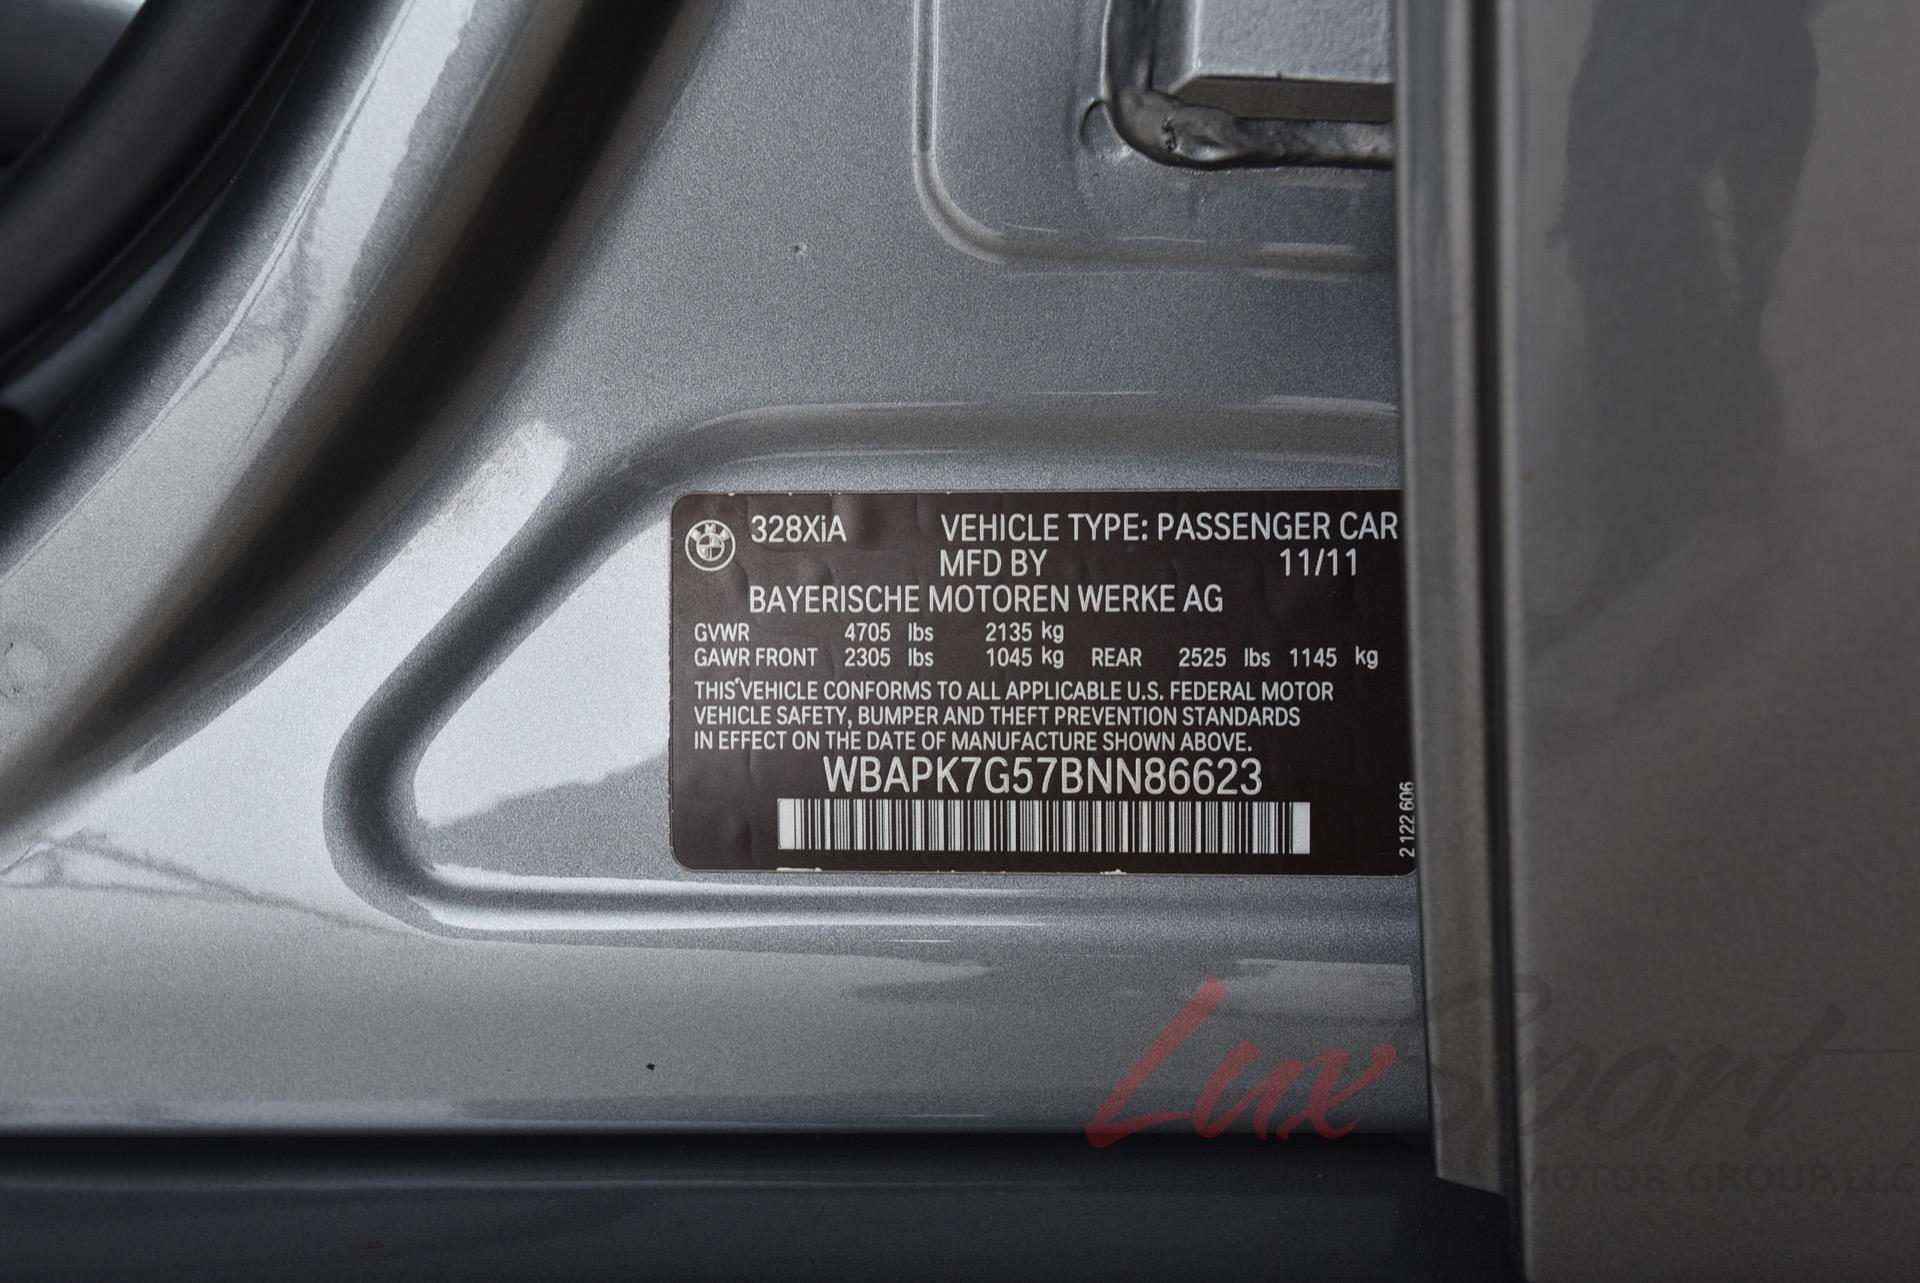 328XiA VEHICLE TYPE: PASSENGER CAR
MFD BY 11/11
BAYERISCHE MOTOREN WERKE AG
GVWR 4705 lbs 2135 kg
GAWR FRONT 2305 lbs 1045 kg REAR 2525 lbs 1145 kg
THIS VEHICLE CONFORMS TO ALL APPLICABLE U.S. FEDERAL MOTOR
VEHICLE SAFETY, BUMPER AND THEFT PREVENTION STANDARDS
IN EFFECT ON THE DATE OF MANUFACTURE SHOWN ABOVE.
WBAPK7G57BNN86623
2 122 606
LuxSport
MOTOR GROUP, LLC